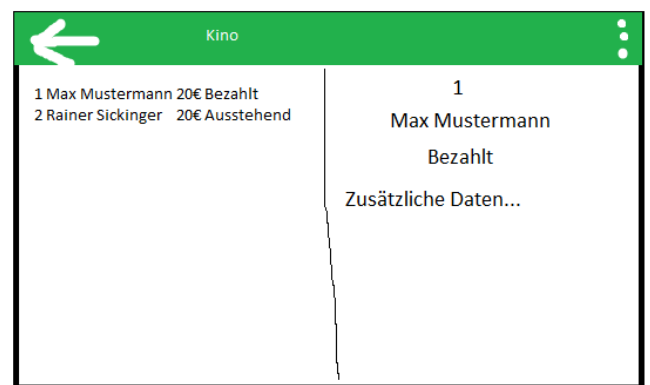 Kino
1 Max Mustermann 20€ Bezahlt
2 Rainer Sickinger 20€ Ausstehend
1
Max Mustermann
Bezahlt
Zusätzliche Daten...